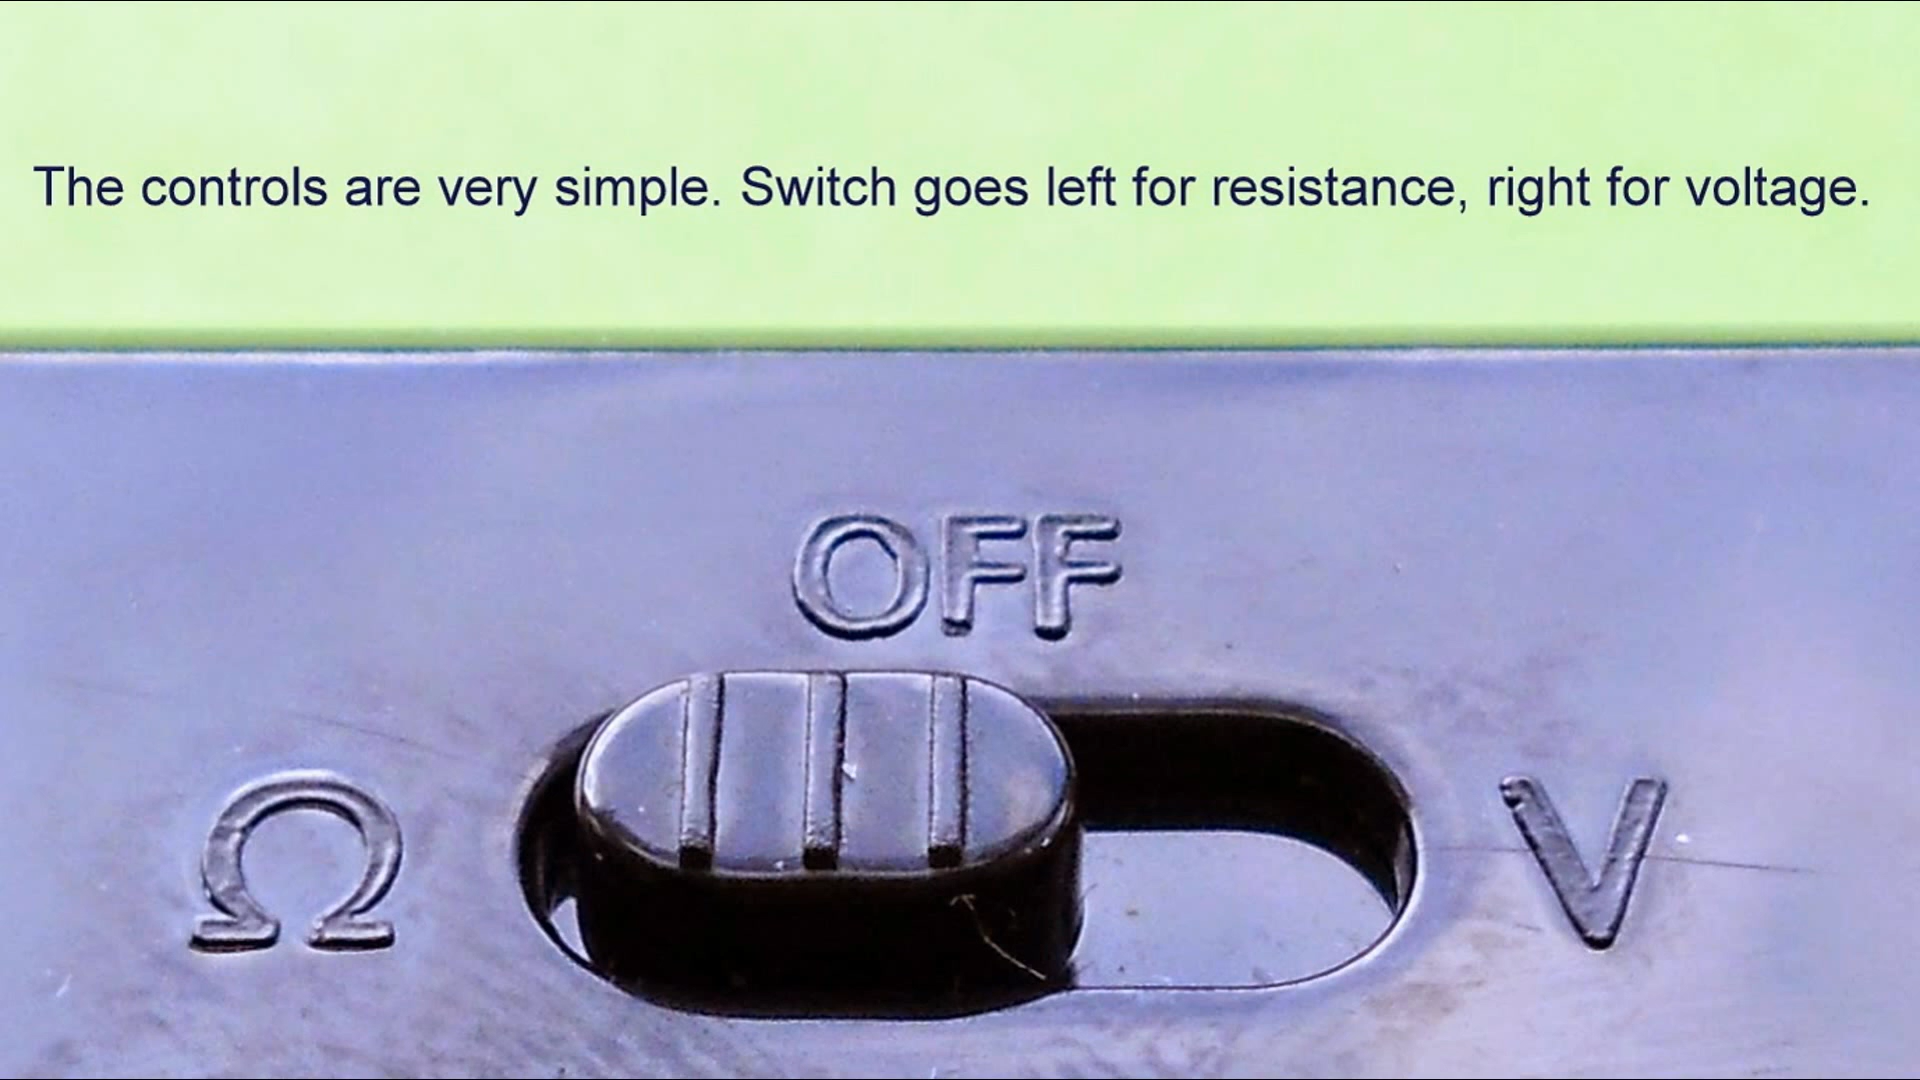 The controls are very simple. Switch goes left for resistance, right for voltage.
OFF
Ω V